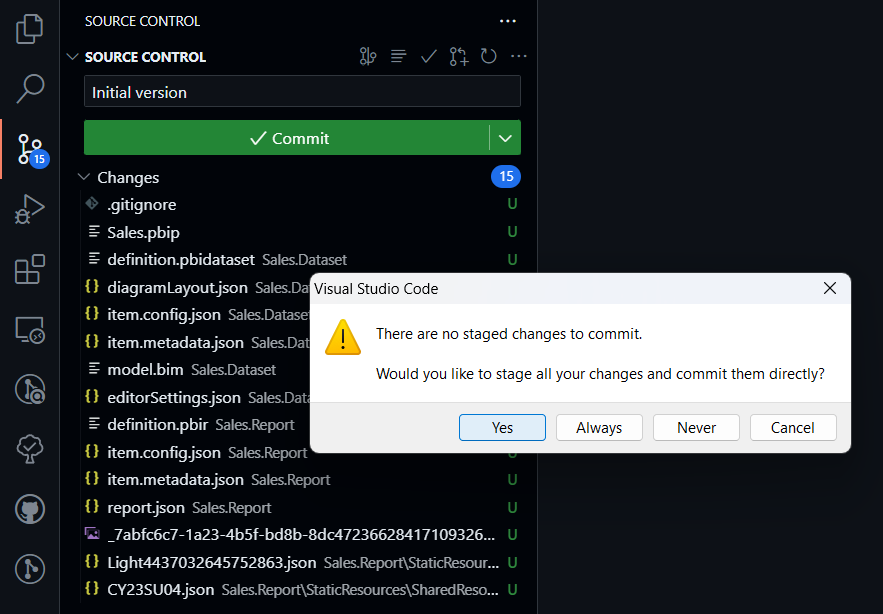 SOURCE CONTROL
SOURCE CONTROL
Initial version
Commit
Changes 15
15
.gitignore U
Sales.pbip U
definition.pbidataset Sales.Dataset U
diagramLayout.json Sales.Da
item.config.json Sales.Dataset
item.metadata.json Sales.Dat
model.bim Sales.Dataset
editorSettings.json Sales.Data
definition.pbir Sales.Report
item.config.json Sales.Report U
item.metadata.json Sales.Report U
report.json Sales.Report U
_7abfc6c7-1a23-4b5f-bd8b-8dc47236628417109326... U
Light4437032645752863.json Sales.Report\StaticResour... U
CY23SU04.json Sales.Report\StaticResources\SharedReso... U
Visual Studio Code
There are no staged changes to commit.
Would you like to stage all your changes and commit them directly?
Yes Always Never Cancel